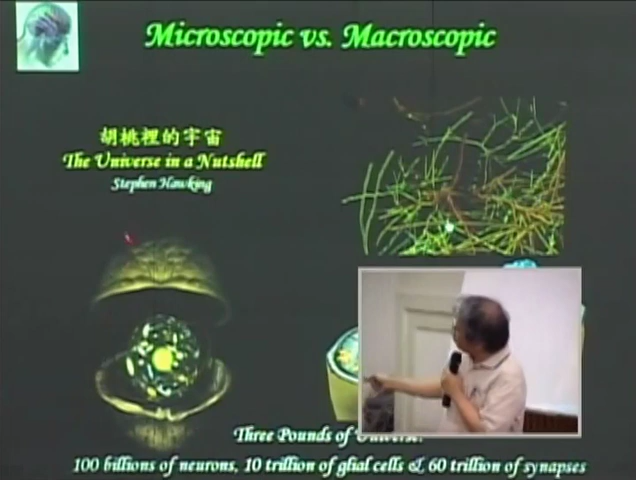 Microscopic vs. Macroscopic
胡桃裡的宇宙
The Universe in a Nutshell
Stephen Hawking
Three Pounds of Universe:
100 billions of neurons, 10 trillion of glial cells & 60 trillion of synapses